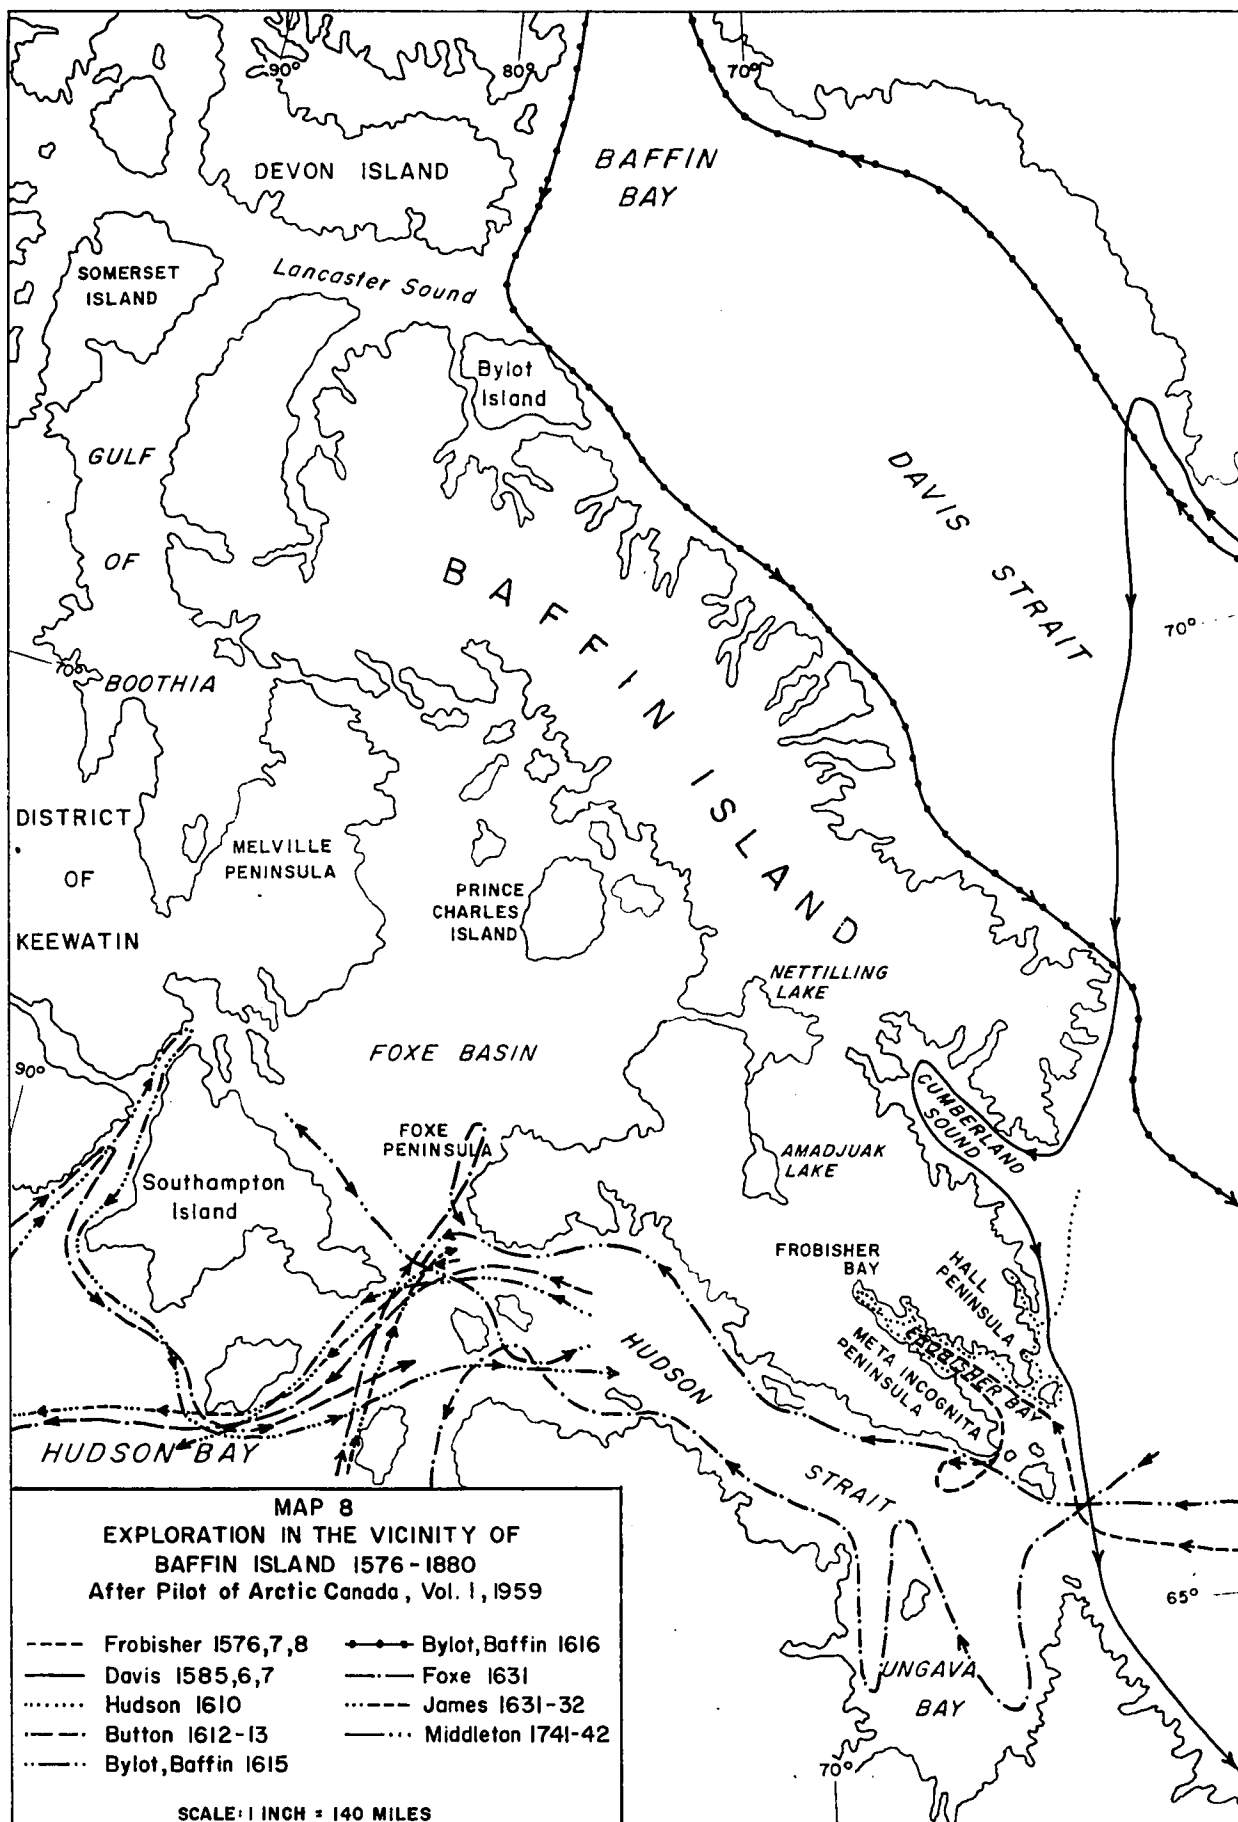 90°
80°
70°
BAFFIN
BAY
DEVON ISLAND
SOMERSET
ISLAND
Lancaster Sound
Bylot
Island
GULF
OF
BOOTHIA
DAVIS STRAIT
70°
70°
BAFFIN ISLAND
DISTRICT
OF
KEEWATIN
MELVILLE
PENINSULA
PRINCE
CHARLES
ISLAND
NETTILLING
LAKE
FOXE BASIN
90°
CUMBERLAND
SOUND
FOXE
PENINSULA
AMADJUAK
LAKE
Southampton
Island
FROBISHER
BAY
HALL
PENINSULA
FROBISHER BAY
META INCOGNITA
PENINSULA
HUDSON
STRAIT
HUDSON BAY
65°
UNGAVA
BAY
70°
MAP 8
EXPLORATION IN THE VICINITY OF
BAFFIN ISLAND 1576-1880
After Pilot of Arctic Canada, Vol. 1, 1959
Frobisher 1576,7,8
Davis 1585,6,7
Hudson 1610
Button 1612-13
Bylot, Baffin 1615
Bylot, Baffin 1616
Foxe 1631
James 1631-32
Middleton 1741-42
SCALE: 1 INCH = 140 MILES